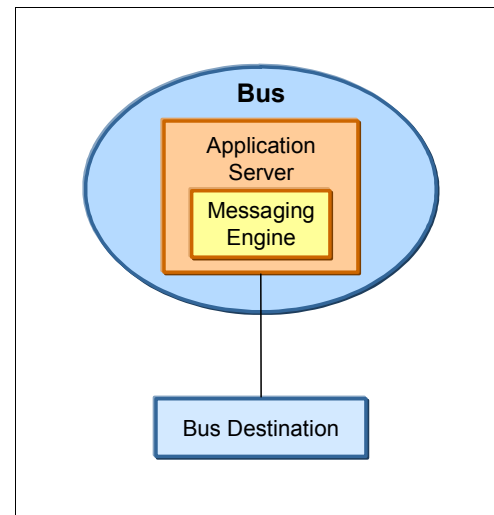 Bus
Application
Server
Messaging
Engine
Bus Destination